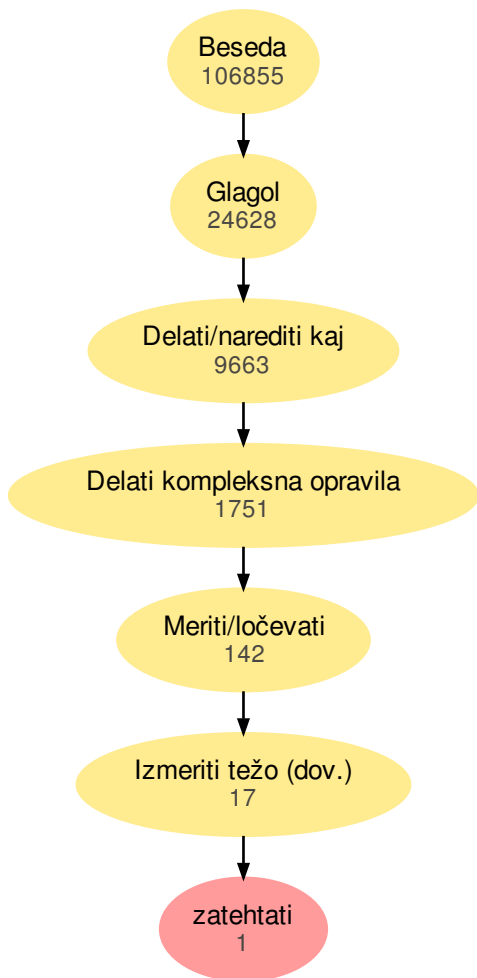 Beseda
106855
Glagol
24628
Delati/narediti kaj
9663
Delati kompleksna opravila
1751
Meriti/ločevati
142
Izmeriti težo (dov.)
17
zatehtati
1